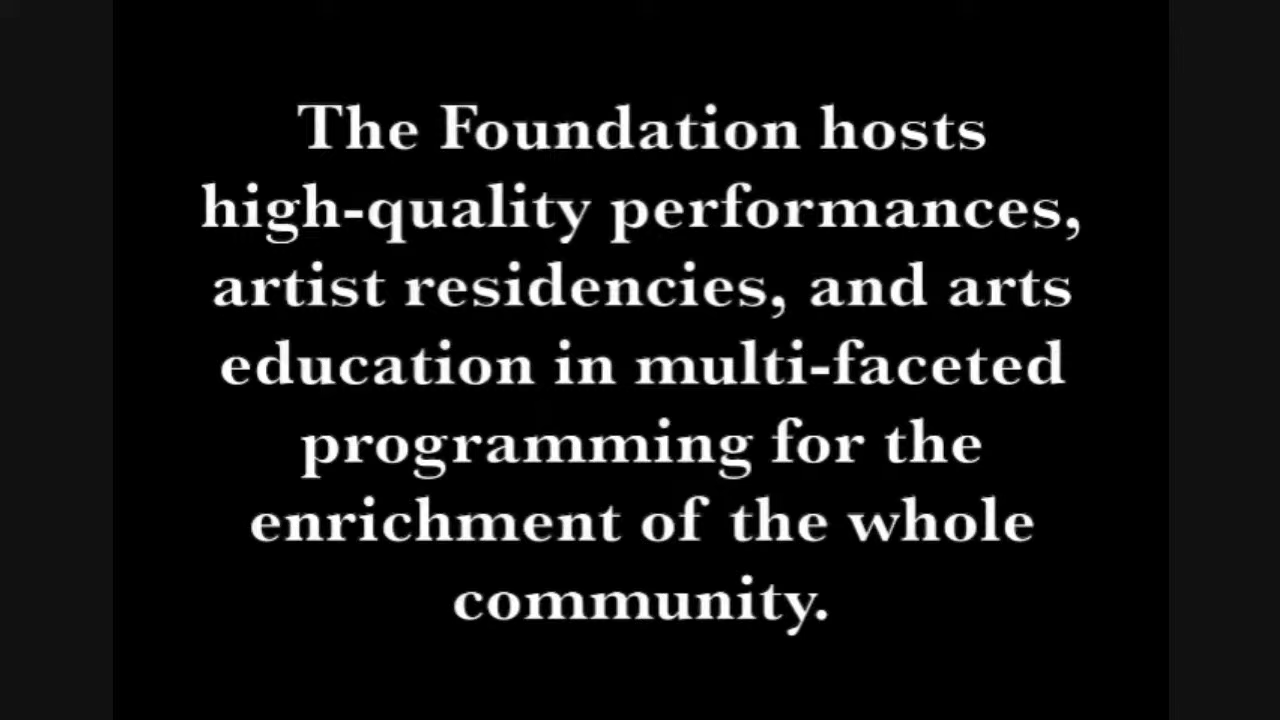 The Foundation hosts
high-quality performances,
artist residencies, and arts
education in multi-faceted
programming for the
enrichment of the whole
community.